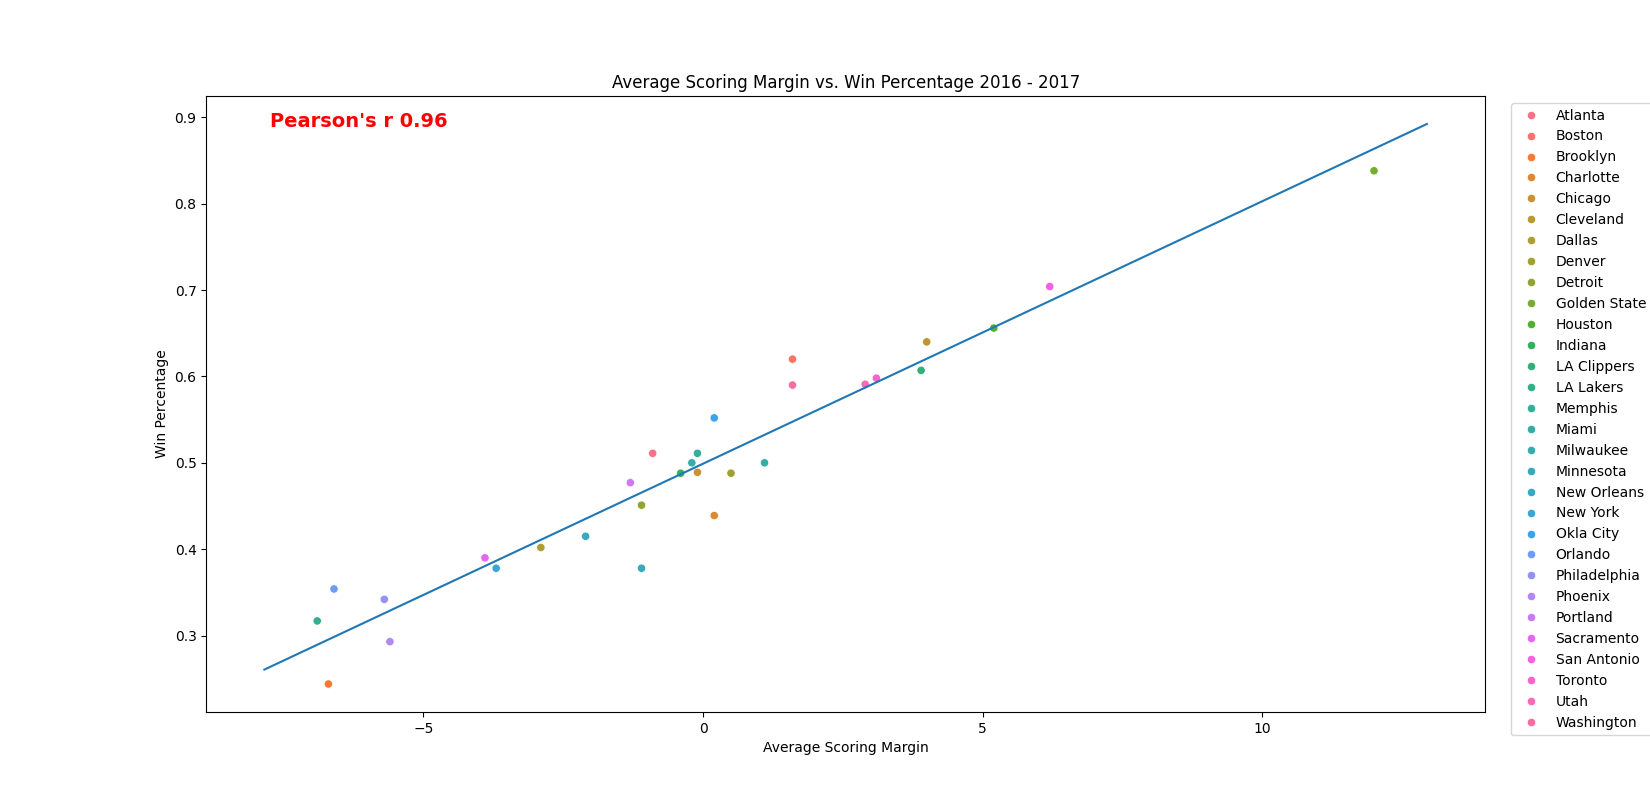 Average Scoring Margin vs. Win Percentage 2016 - 2017
Pearson's r 0.96
Win Percentage
0.9
0.8
0.7
0.6
0.5
0.4
0.3
−5
0
5
10
Average Scoring Margin
Atlanta
Boston
Brooklyn
Charlotte
Chicago
Cleveland
Dallas
Denver
Detroit
Golden State
Houston
Indiana
LA Clippers
LA Lakers
Memphis
Miami
Milwaukee
Minnesota
New Orleans
New York
Okla City
Orlando
Philadelphia
Phoenix
Portland
Sacramento
San Antonio
Toronto
Utah
Washington